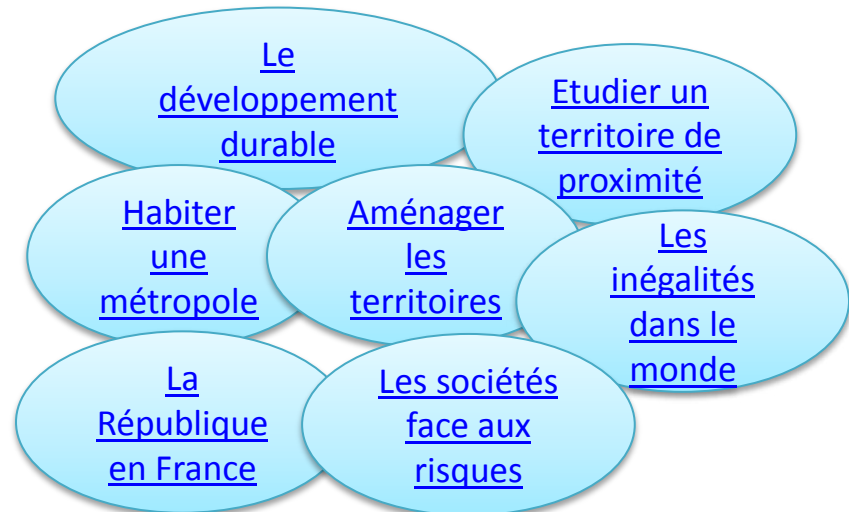 Le
développement
durable
Etudier un
territoire de
proximité
Habiter
une
métropole
Aménager
les
territoires
Les
inégalités
dans le
monde
La
République
en France
Les sociétés
face aux
risques